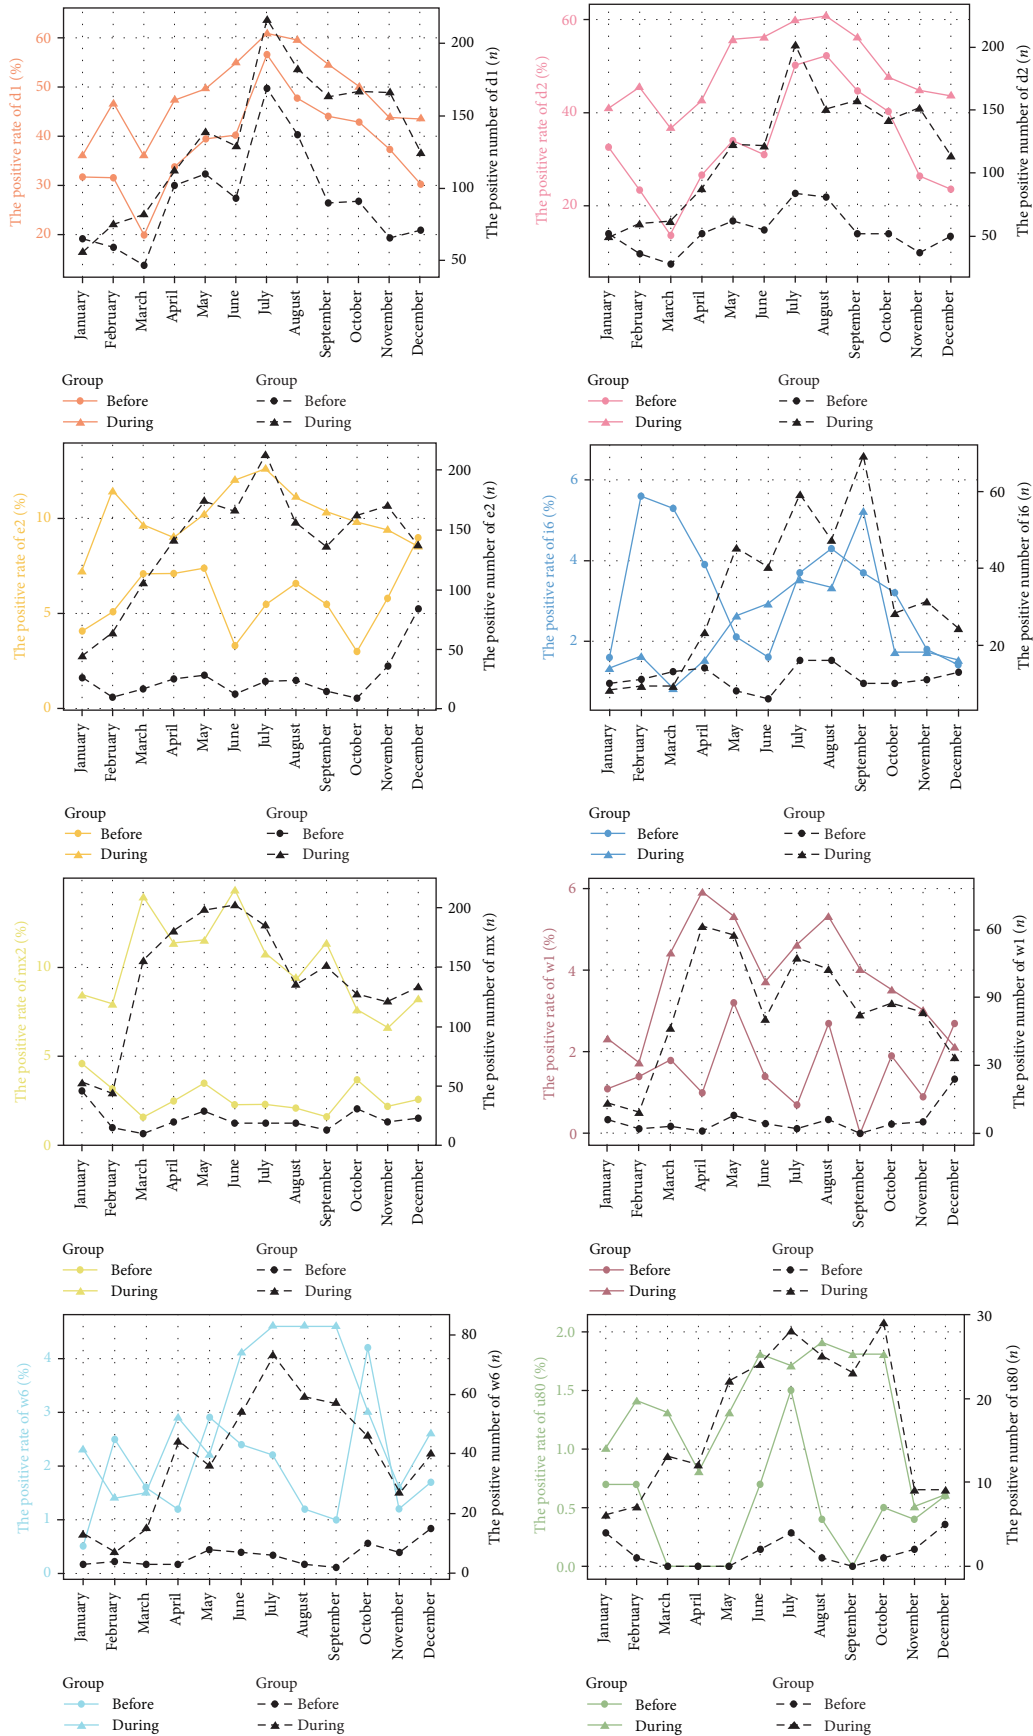 The positive rate of d1 (%)
60
50
40
30
20
200
150
100
50
The positive number of d1 (n)
January
February
March
April
May
June
July
August
September
October
November
December
Group
Before
During
Group
Before
During
The positive rate of d2 (%)
60
40
20
200
150
100
50
The positive number of d2 (n)
January
February
March
April
May
June
July
August
September
October
November
December
Group
Before
During
Group
Before
During
The positive rate of e2 (%)
10
5
0
200
150
100
50
0
The positive number of e2 (n)
January
February
March
April
May
June
July
August
September
October
November
December
Group
Before
During
Group
Before
During
The positive rate of i6 (%)
6
4
2
60
40
20
The positive number of i6 (n)
January
February
March
April
May
June
July
August
September
October
November
December
Group
Before
During
Group
Before
During
The positive rate of mx2 (%)
10
5
0
200
150
100
50
0
The positive number of mx (n)
January
February
March
April
May
June
July
August
September
October
November
December
Group
Before
During
Group
Before
During
The positive rate of w1 (%)
6
4
2
0
60
90
30
0
The positive number of w1 (n)
January
February
March
April
May
June
July
August
September
October
November
December
Group
Before
During
Group
Before
During
The positive rate of w6 (%)
4
3
2
1
0
80
60
40
20
0
The positive number of w6 (n)
January
February
March
April
May
June
July
August
September
October
November
December
Group
Before
During
Group
Before
During
The positive rate of u80 (%)
2.0
1.5
1.0
0.5
0.0
30
20
10
0
The positive number of u80 (n)
January
February
March
April
May
June
July
August
September
October
November
December
Group
Before
During
Group
Before
During